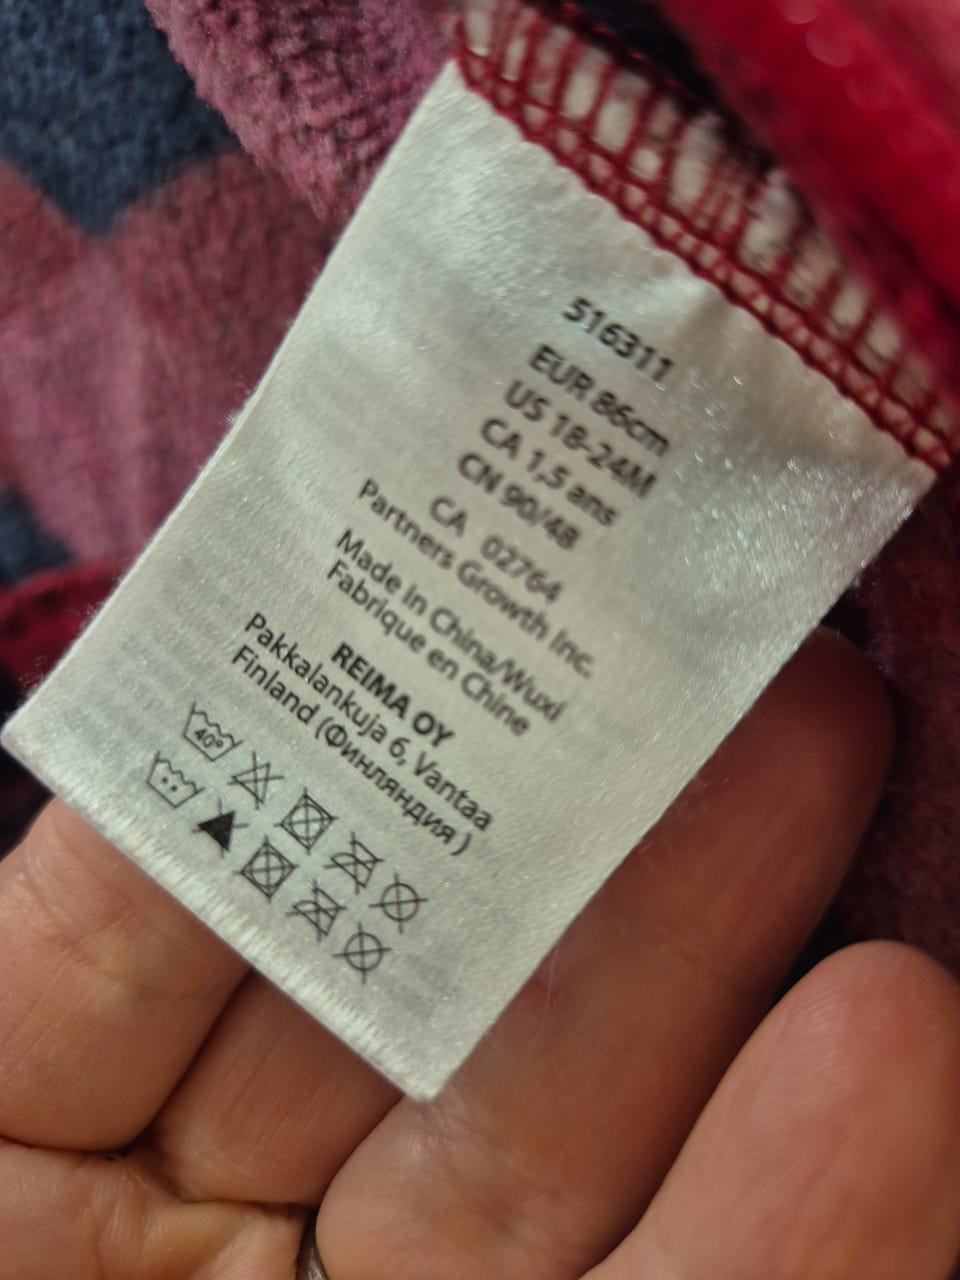 516311
EUR 86cm
US 18-24M
CA 1,5 ans
CN 90/48
CA 02764
Partners Growth Inc.
Made in China/Wuxi
Fabrique en Chine
REIMA OY
Pakkalankuja 6, Vantaa
Finland (Финляндия)
40°